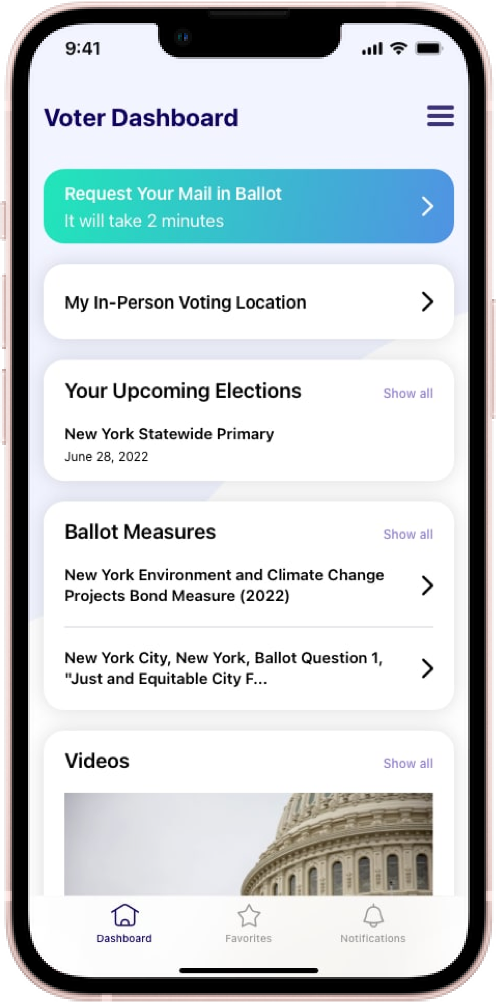 9:41
Voter Dashboard
Request Your Mail in Ballot
It will take 2 minutes
My In-Person Voting Location
Your Upcoming Elections
Show all
New York Statewide Primary
June 28, 2022
Ballot Measures
Show all
New York Environment and Climate Change
Projects Bond Measure (2022)
New York City, New York, Ballot Question 1,
"Just and Equitable City F...
Videos
Show all
Dashboard
Favorites
Notifications